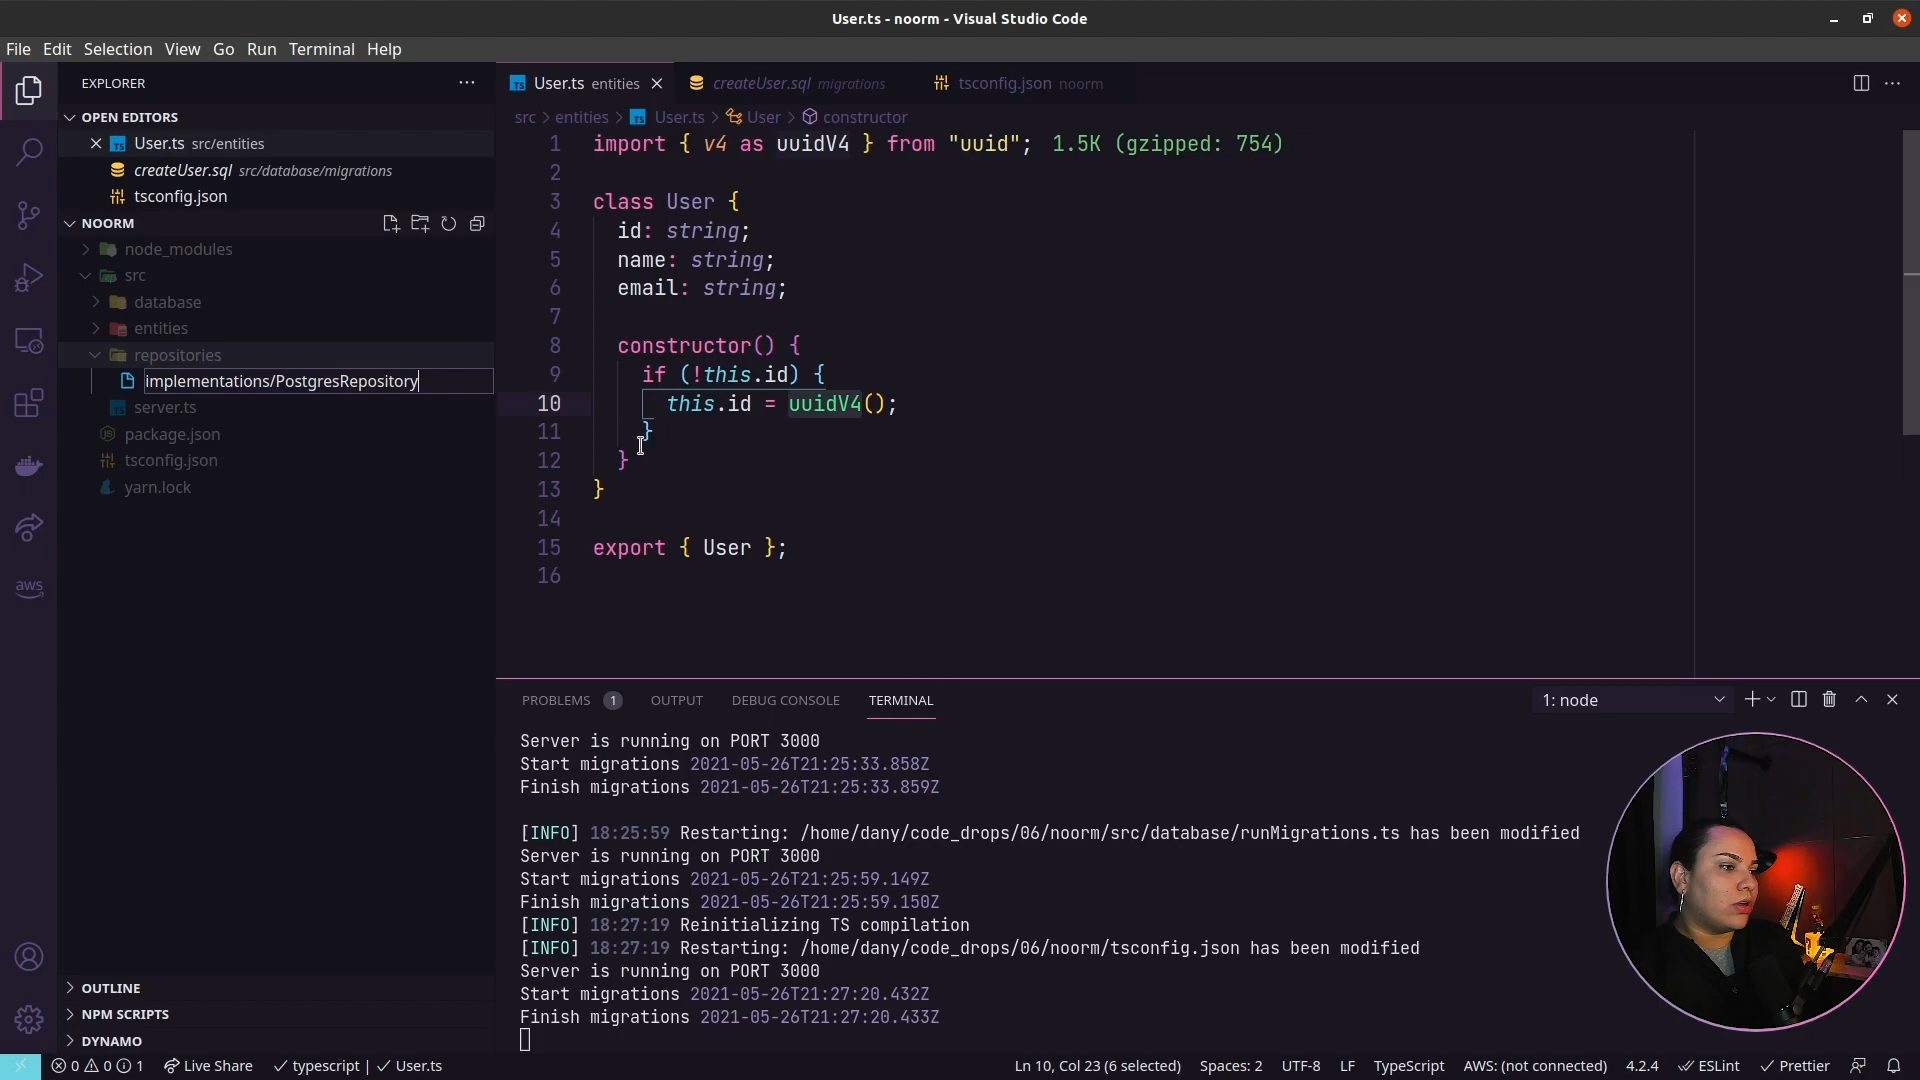 User.ts - noorm - Visual Studio Code
File Edit Selection View Go Run Terminal Help
EXPLORER
OPEN EDITORS
User.ts src/entities
createUser.sql src/database/migrations
tsconfig.json
NOORM
node_modules
src
database
entities
repositories
implementations/PostgresRepository
server.ts
package.json
tsconfig.json
yarn.lock
OUTLINE
NPM SCRIPTS
DYNAMO
aws
User.ts entities
createUser.sql migrations
tsconfig.json noorm
src > entities > User.ts > User > constructor
1 import { v4 as uuidV4 } from "uuid"; 1.5K (gzipped: 754)
2
3 class User {
4 id: string;
5 name: string;
6 email: string;
7
8 constructor() {
9 if (!this.id) {
10 this.id = uuidV4();
11 }
12 }
13 }
14
15 export { User };
16
PROBLEMS 1 OUTPUT DEBUG CONSOLE TERMINAL
1: node
Server is running on PORT 3000
Start migrations 2021-05-26T21:25:33.858Z
Finish migrations 2021-05-26T21:25:33.859Z
[INFO] 18:25:59 Restarting: /home/dany/code_drops/06/noorm/src/database/runMigrations.ts has been modified
Server is running on PORT 3000
Start migrations 2021-05-26T21:25:59.149Z
Finish migrations 2021-05-26T21:25:59.150Z
[INFO] 18:27:19 Reinitializing TS compilation
[INFO] 18:27:19 Restarting: /home/dany/code_drops/06/noorm/tsconfig.json has been modified
Server is running on PORT 3000
Start migrations 2021-05-26T21:27:20.432Z
Finish migrations 2021-05-26T21:27:20.433Z
0 0 1 Live Share typescript | User.ts
Ln 10, Col 23 (6 selected) Spaces: 2 UTF-8 LF TypeScript AWS: (not connected) 4.2.4 ESLint Prettier